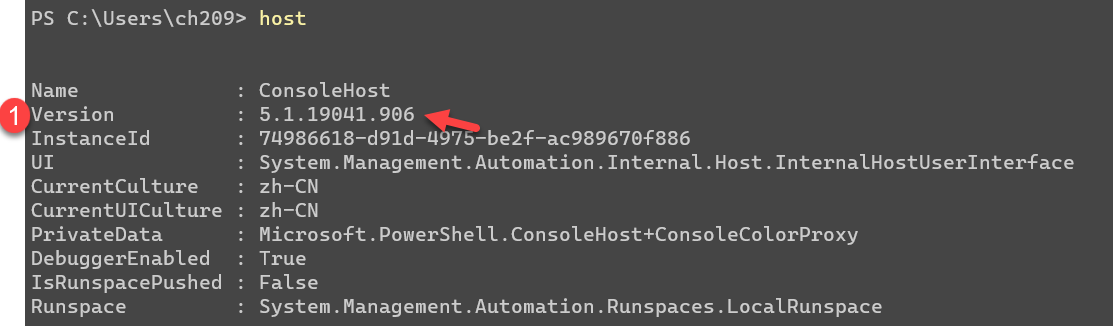 PS C:\Users\ch209> host
Name : ConsoleHost
1 Version : 5.1.19041.906
InstanceId : 74986618-d91d-4975-be2f-ac989670f886
UI : System.Management.Automation.Internal.Host.InternalHostUserInterface
CurrentCulture : zh-CN
CurrentUICulture : zh-CN
PrivateData : Microsoft.PowerShell.ConsoleHost+ConsoleColorProxy
DebuggerEnabled : True
IsRunspacePushed : False
Runspace : System.Management.Automation.Runspaces.LocalRunspace